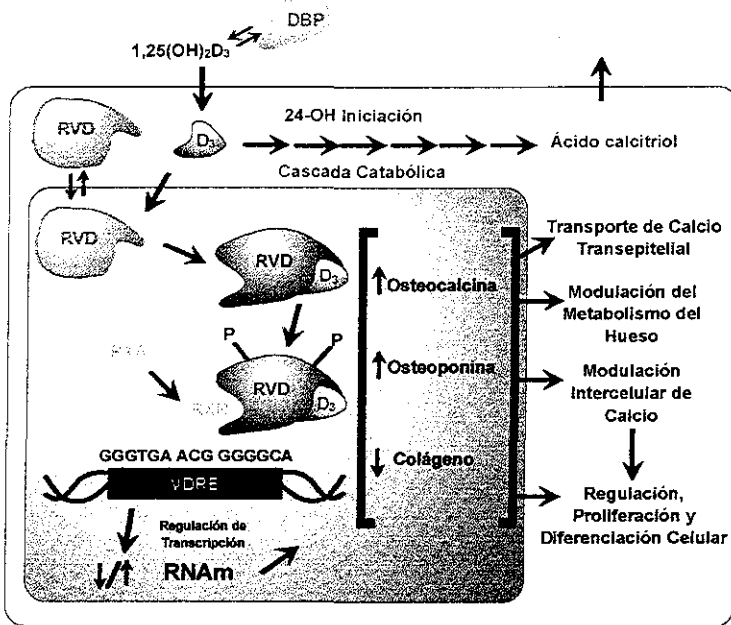 DBP
1,25(OH)₂D₃
RVD
D₃
24-OH Iniciación
Cascada Catabólica
Ácido calcitriol
RVD
RVD
D₃
P
P
RVD
D₃
RXR
GGGTGA ACG GGGGCA
VDRE
Regulación de
Transcripción
RNAm
Osteocalcina
Osteoponina
Colágeno
Transporte de Calcio
Transepitelial
Modulación del
Metabolismo del
Hueso
Modulación
Intercelular de
Calcio
Regulación,
Proliferación y
Diferenciación Celular